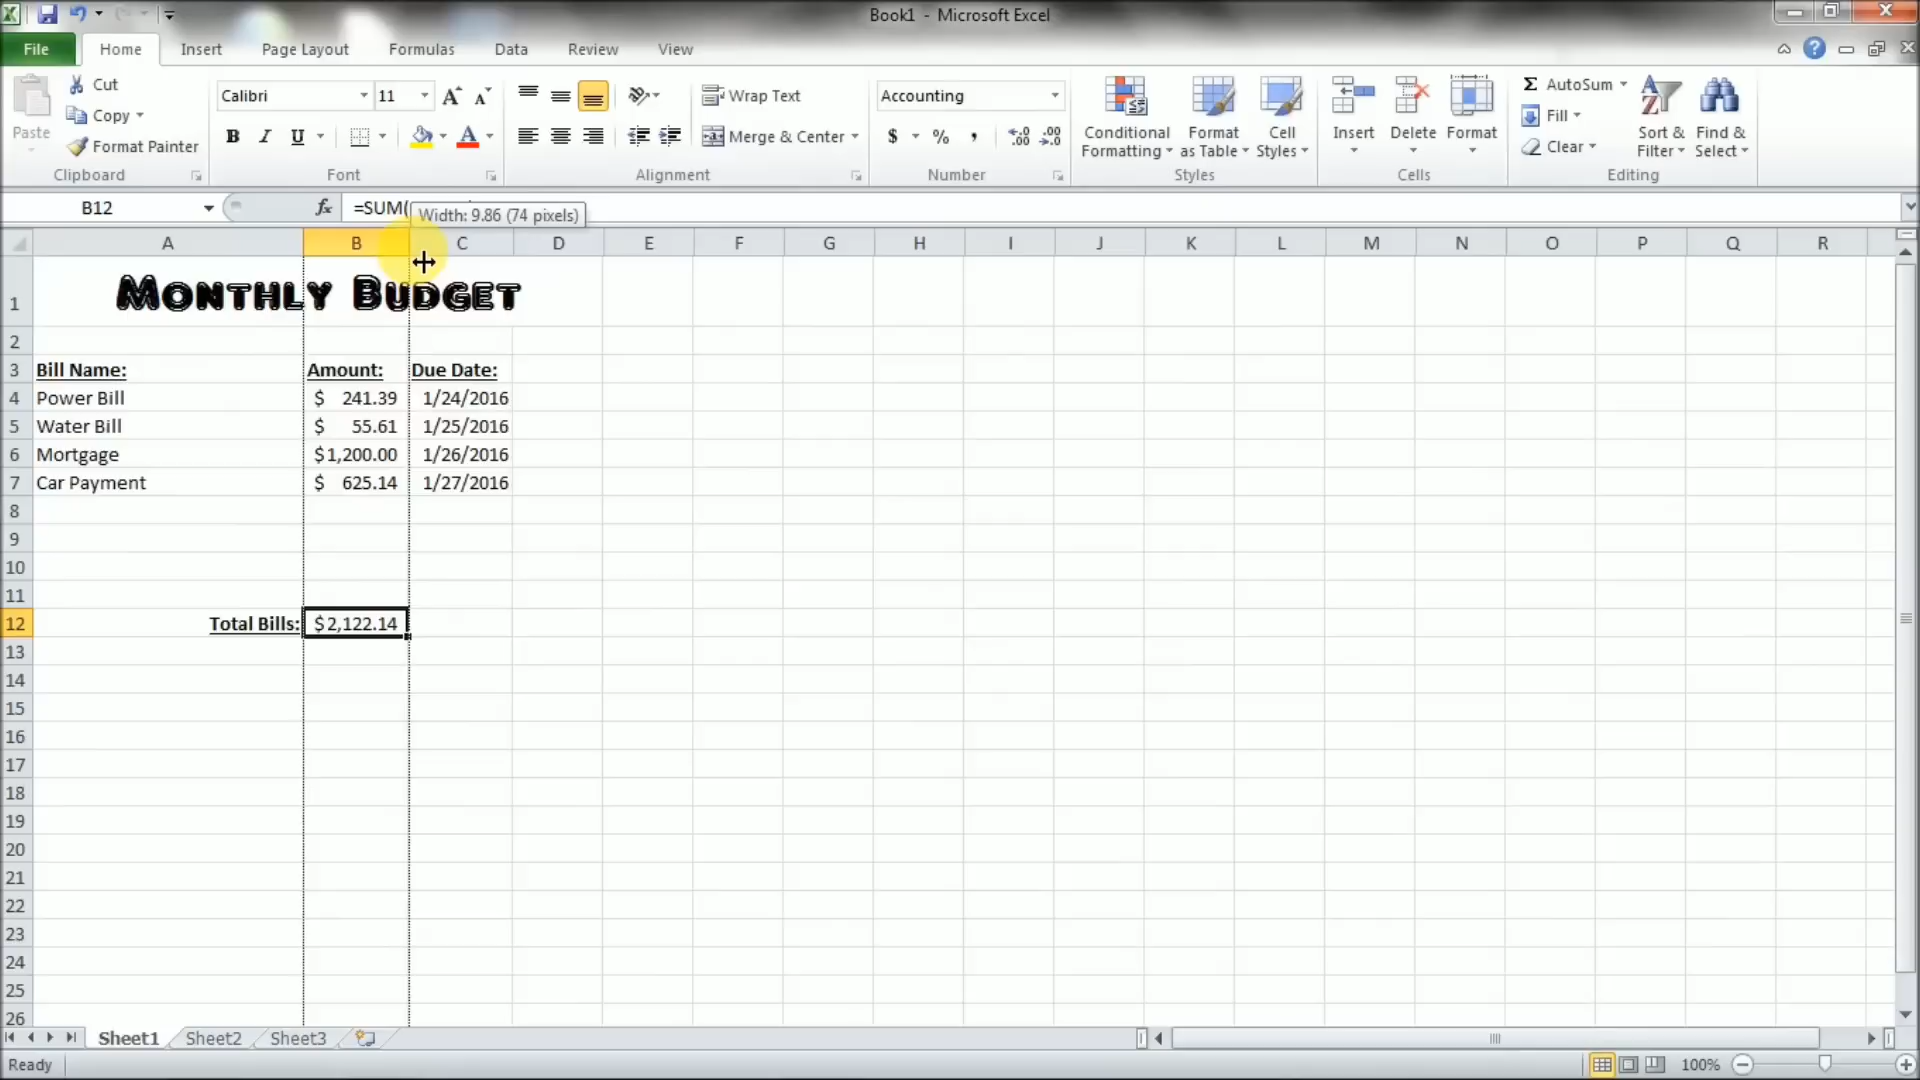 Book1 - Microsoft Excel
File Home Insert Page Layout Formulas Data Review View
Paste
Cut
Copy
Format Painter
Clipboard
Calibri 11
B I U
Font
Wrap Text
Merge & Center
Alignment
Accounting
$ % ,
Number
Conditional Formatting
Format as Table
Cell Styles
Styles
Insert Delete Format
Cells
AutoSum
Fill
Clear
Sort & Filter
Find & Select
Editing
B12 fx =SUM( Width: 9.86 (74 pixels)
A B C D E F G H I J K L M N O P Q R
1 Monthly Budget
2
3 Bill Name: Amount: Due Date:
4 Power Bill $ 241.39 1/24/2016
5 Water Bill $ 55.61 1/25/2016
6 Mortgage $1,200.00 1/26/2016
7 Car Payment $ 625.14 1/27/2016
8
9
10
11
12 Total Bills: $2,122.14
13
14
15
16
17
18
19
20
21
22
23
24
25
26
Sheet1 Sheet2 Sheet3
Ready 100%